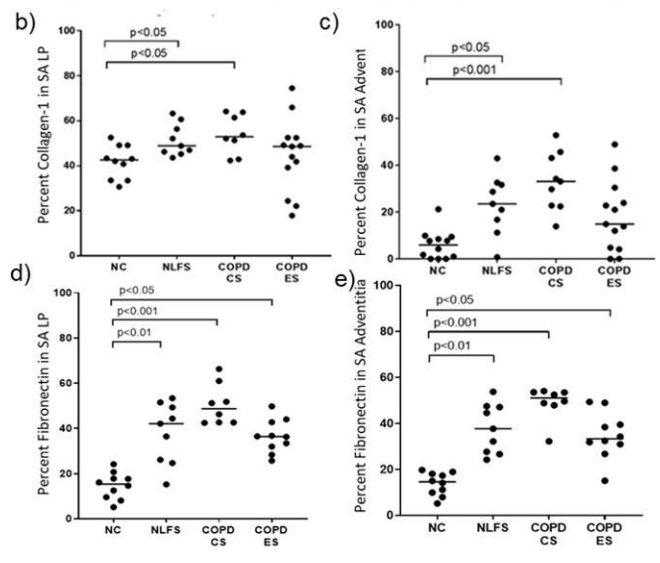 b)
Percent Collagen-1 in SA LP
100
80
60
40
20
0
p<0.05
p<0.05
NC
NLFS
COPD
CS
COPD
ES
c)
Percent Collagen-1 in SA Advent
100
80
60
40
20
0
p<0.05
p<0.001
NC
NLFS
COPD
CS
COPD
ES
d)
Percent Fibronectin in SA LP
100
80
60
40
20
0
p<0.05
p<0.001
p<0.01
NC
NLFS
COPD
CS
COPD
ES
e)
Percent Fibronectin in SA Adventitia
100
80
60
40
20
0
p<0.05
p<0.001
p<0.01
NC
NLFS
COPD
CS
COPD
ES